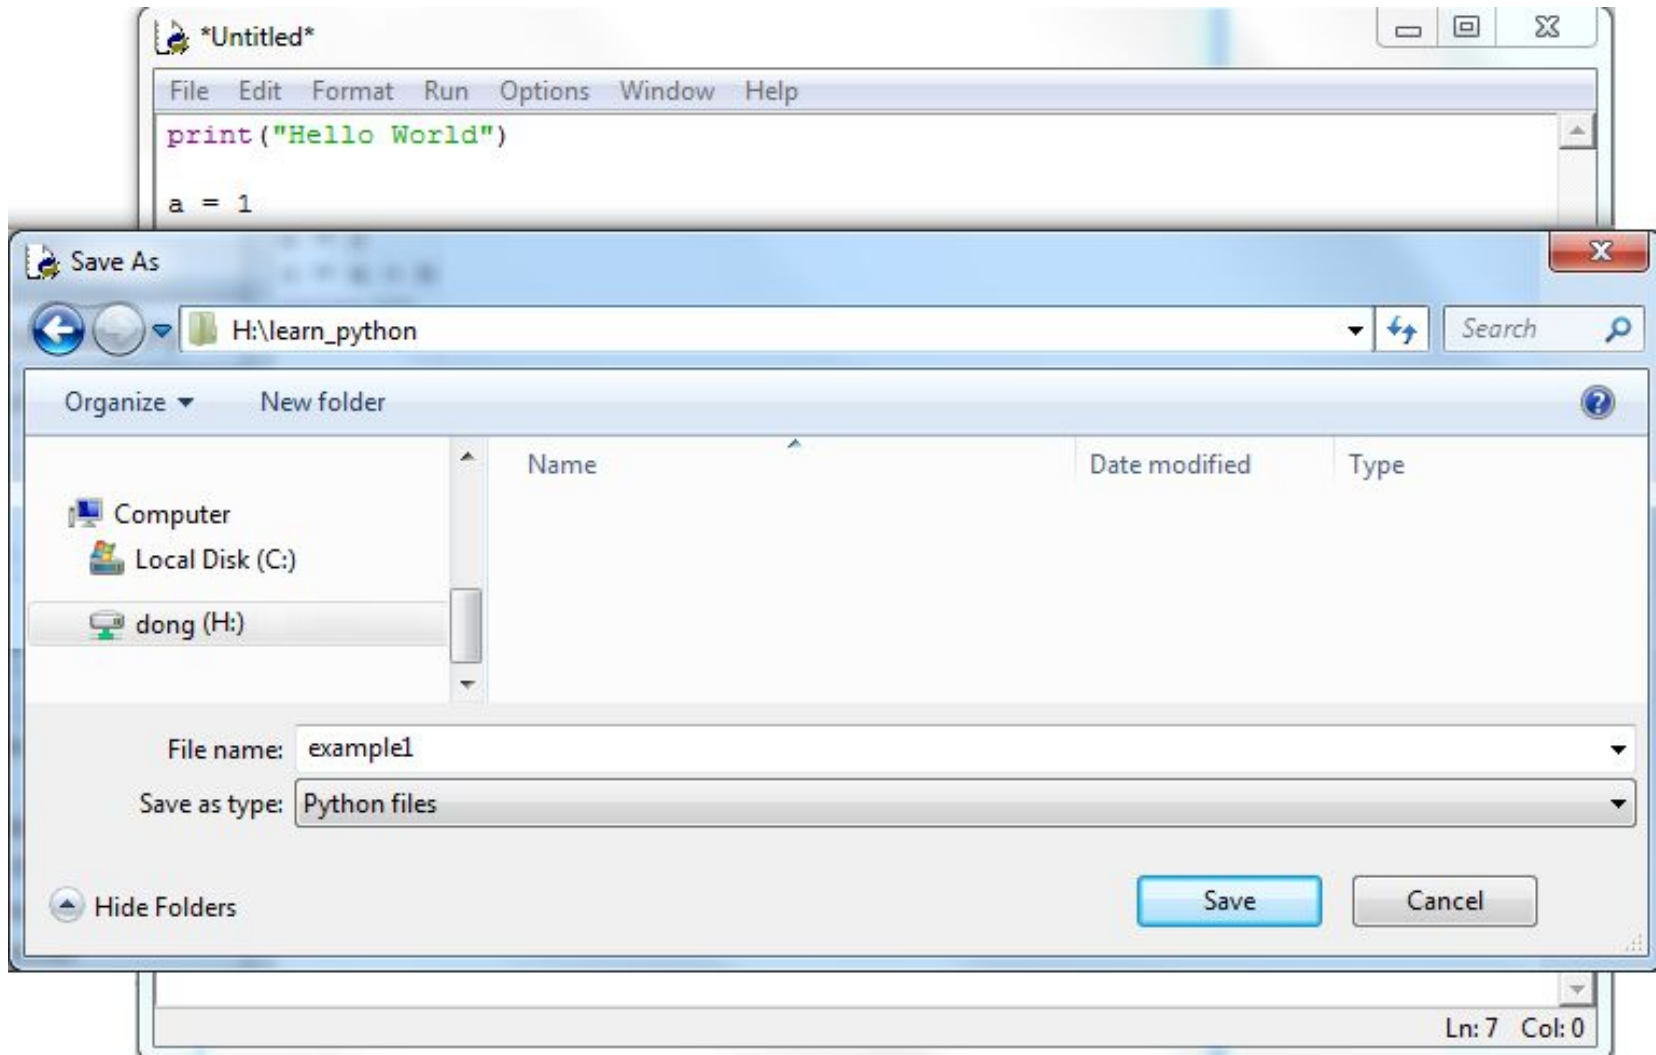 *Untitled*
File Edit Format Run Options Window Help
print("Hello World")
a = 1
Save As
H:\learn_python
Search
Organize New folder
Name Date modified Type
Computer
Local Disk (C:)
dong (H:)
File name: example1
Save as type: Python files
Hide Folders Save Cancel
Ln: 7 Col: 0